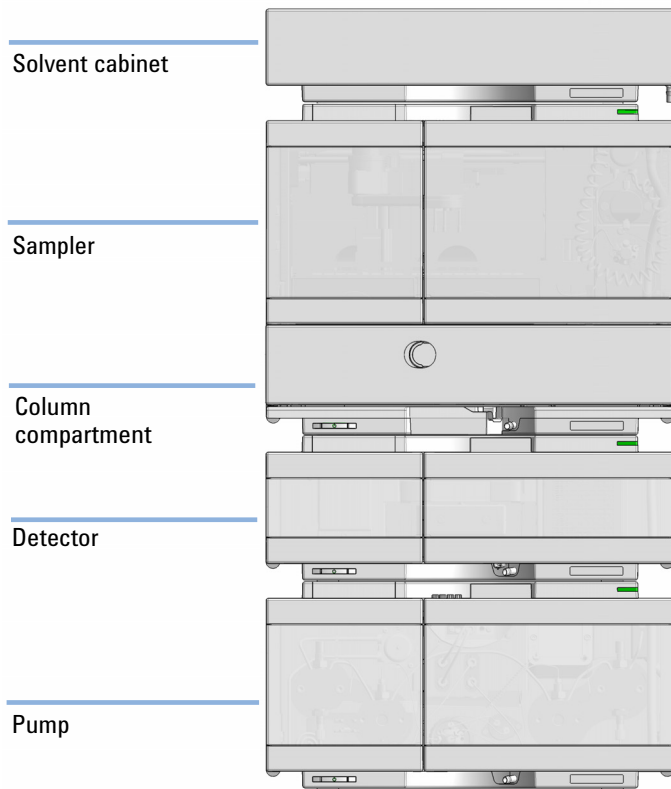 Solvent cabinet
Sampler
Column
compartment
Detector
Pump